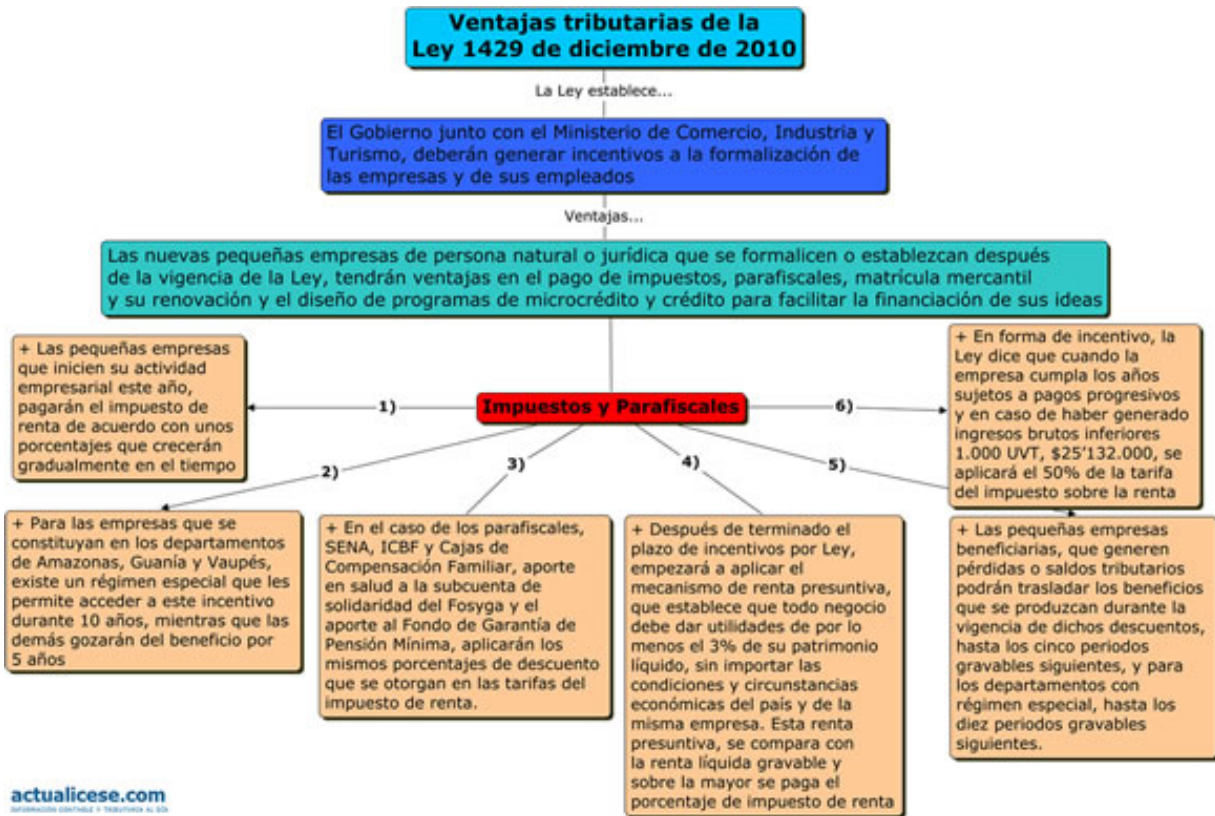 Ventajas tributarias de la
Ley 1429 de diciembre de 2010
La Ley establece...
El Gobierno junto con el Ministerio de Comercio, Industria y
Turismo, deberán generar incentivos a la formalización de
las empresas y de sus empleados
Ventajas...
Las nuevas pequeñas empresas de persona natural o jurídica que se formalicen o establezcan después
de la vigencia de la Ley, tendrán ventajas en el pago de impuestos, parafiscales, matrícula mercantil
y su renovación y el diseño de programas de microcrédito y crédito para facilitar la financiación de sus ideas
Impuestos y Parafiscales
1)
+ Las pequeñas empresas
que inicien su actividad
empresarial este año,
pagarán el impuesto de
renta de acuerdo con unos
porcentajes que crecerán
gradualmente en el tiempo
2)
+ Para las empresas que se
constituyan en los departamentos
de Amazonas, Guanía y Vaupés,
existe un régimen especial que les
permite acceder a este incentivo
durante 10 años, mientras que las
demás gozarán del beneficio por
5 años
3)
+ En el caso de los parafiscales,
SENA, ICBF y Cajas de
Compensación Familiar, aporte
en salud a la subcuenta de
solidaridad del Fosyga y el
aporte al Fondo de Garantía de
Pensión Mínima, aplicarán los
mismos porcentajes de descuento
que se otorgan en las tarifas del
impuesto de renta.
4)
+ Después de terminado el
plazo de incentivos por Ley,
empezará a aplicar el
mecanismo de renta presuntiva,
que establece que todo negocio
debe dar utilidades de por lo
menos el 3% de su patrimonio
líquido, sin importar las
condiciones y circunstancias
económicas del país y de la
misma empresa. Esta renta
presuntiva, se compara con
la renta líquida gravable y
sobre la mayor se paga el
porcentaje de impuesto de renta
5)
+ Las pequeñas empresas
beneficiarias, que generen
pérdidas o saldos tributarios
podrán trasladar los beneficios
que se produzcan durante la
vigencia de dichos descuentos,
hasta los cinco periodos
gravables siguientes, y para
los departamentos con
régimen especial, hasta los
diez periodos gravables
siguientes.
6)
+ En forma de incentivo, la
Ley dice que cuando la
empresa cumpla los años
sujetos a pagos progresivos
y en caso de haber generado
ingresos brutos inferiores
1.000 UVT, $25'132.000, se
aplicará el 50% de la tarifa
del impuesto sobre la renta
actualicese.com
INFORMACIÓN CONTABLE Y TRIBUTARIA AL DÍA